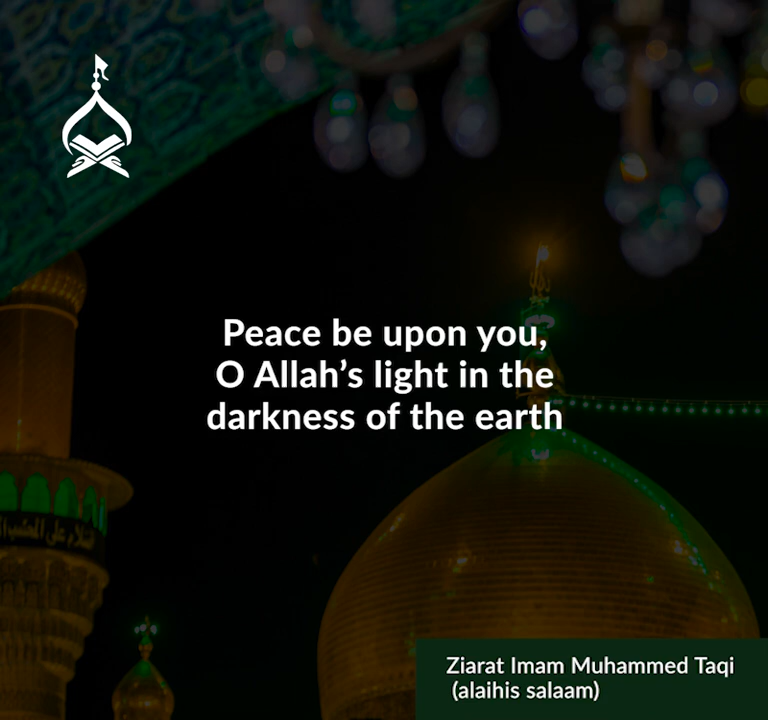 Peace be upon you,
O Allah’s light in the
darkness of the earth
Ziarat Imam Muhammed Taqi
(alaihis salaam)